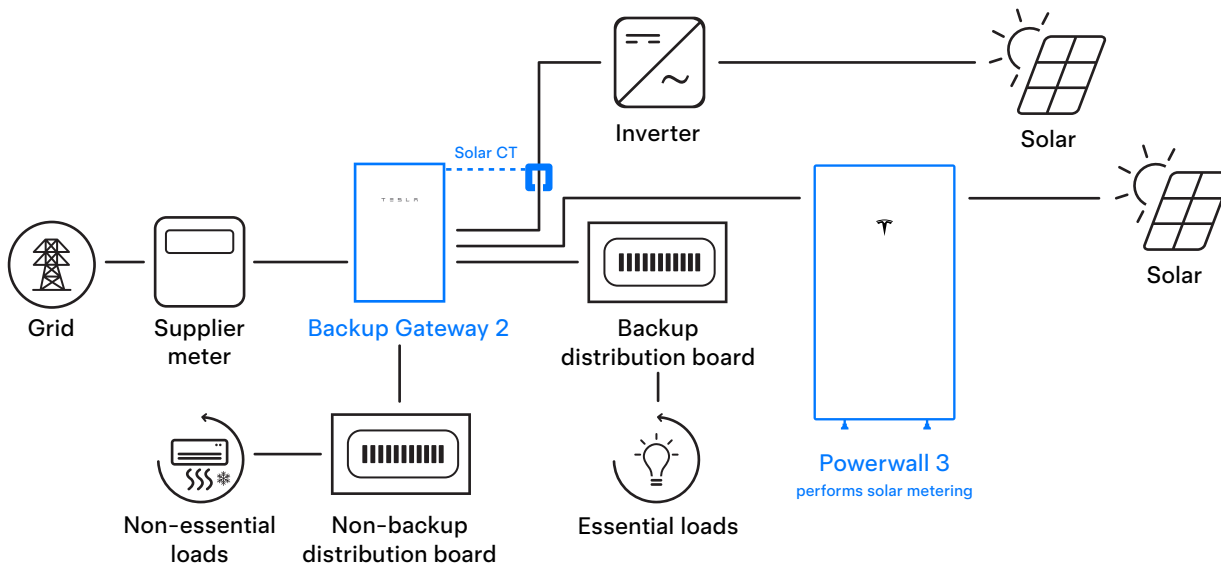 Inverter
Solar
Solar CT
TESLA
Solar
Grid
Supplier
meter
Backup Gateway 2
Backup
distribution board
Powerwall 3
performs solar metering
Non-essential
loads
Non-backup
distribution board
Essential loads